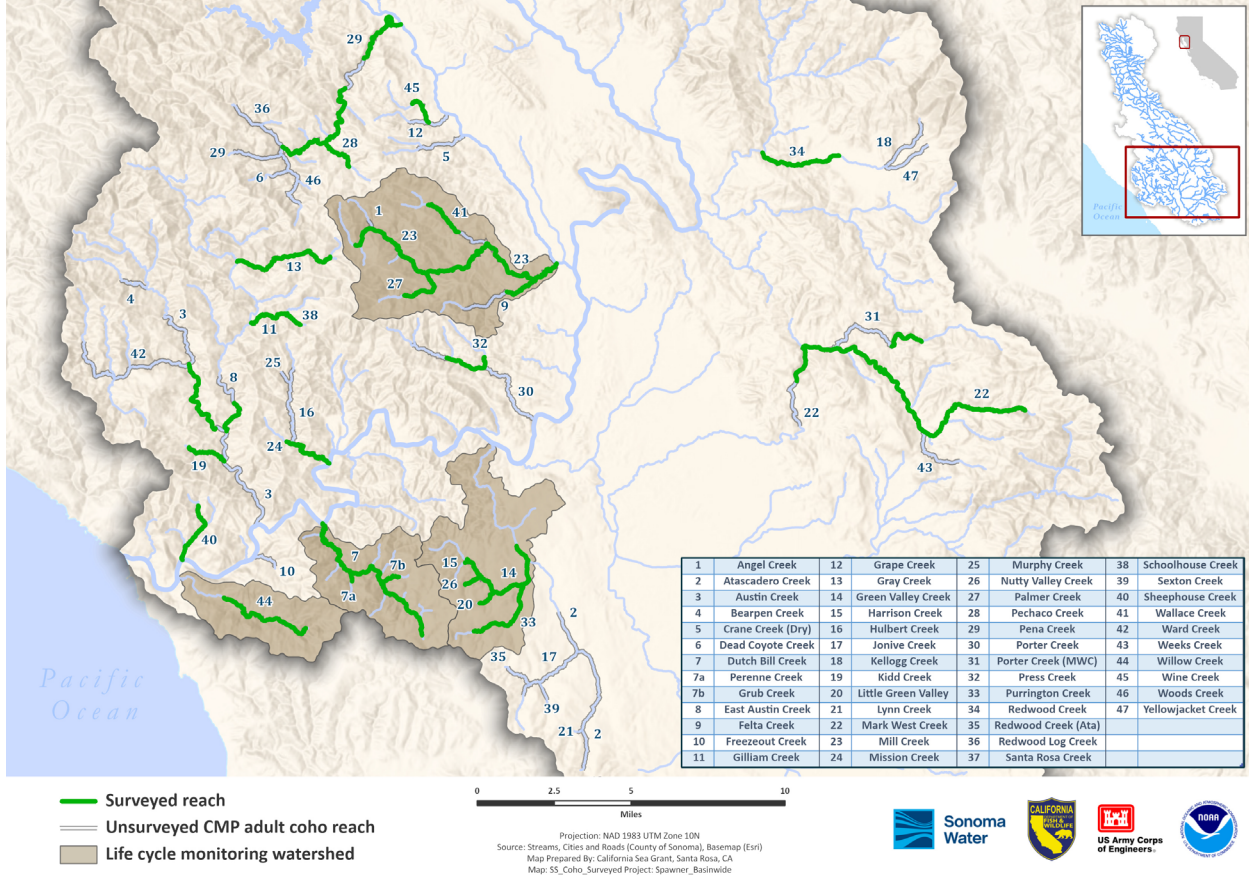 29
45
36
12
28
5
29
6
46
34
18
47
1
41
23
23
13
27
9
4
3
11
38
42
32
25
8
30
16
31
22
22
24
43
19
3
40
10
7
7b
7a
15
26
14
20
33
44
2
35
17
39
21
2
Pacific
Ocean
Pacific
Ocean
1 Angel Creek 12 Grape Creek 25 Murphy Creek 38 Schoolhouse Creek
2 Atascadero Creek 13 Gray Creek 26 Nutty Valley Creek 39 Sexton Creek
3 Austin Creek 14 Green Valley Creek 27 Palmer Creek 40 Sheephouse Creek
4 Bearpen Creek 15 Harrison Creek 28 Pechaco Creek 41 Wallace Creek
5 Crane Creek (Dry) 16 Hulbert Creek 29 Pena Creek 42 Ward Creek
6 Dead Coyote Creek 17 Jonive Creek 30 Porter Creek 43 Weeks Creek
7 Dutch Bill Creek 18 Kellogg Creek 31 Porter Creek (MWC) 44 Willow Creek
7a Perenne Creek 19 Kidd Creek 32 Press Creek 45 Wine Creek
7b Grub Creek 20 Little Green Valley 33 Purrington Creek 46 Woods Creek
8 East Austin Creek 21 Lynn Creek 34 Redwood Creek 47 Yellowjacket Creek
9 Felta Creek 22 Mark West Creek 35 Redwood Creek (Ata)
10 Freezeout Creek 23 Mill Creek 36 Redwood Log Creek
11 Gilliam Creek 24 Mission Creek 37 Santa Rosa Creek
Surveyed reach
Unsurveyed CMP adult coho reach
Life cycle monitoring watershed
0 2.5 5 10
Miles
Projection: NAD 1983 UTM Zone 10N
Source: Streams, Cities and Roads (County of Sonoma), Basemap (Esri)
Map Prepared By: California Sea Grant, Santa Rosa, CA
Map: SS_Coho_Surveyed Project: Spawner_Basinwide
Sonoma
Water
CALIFORNIA
DEPARTMENT OF
FISH &
WILDLIFE
US Army Corps
of Engineers®
NOAA